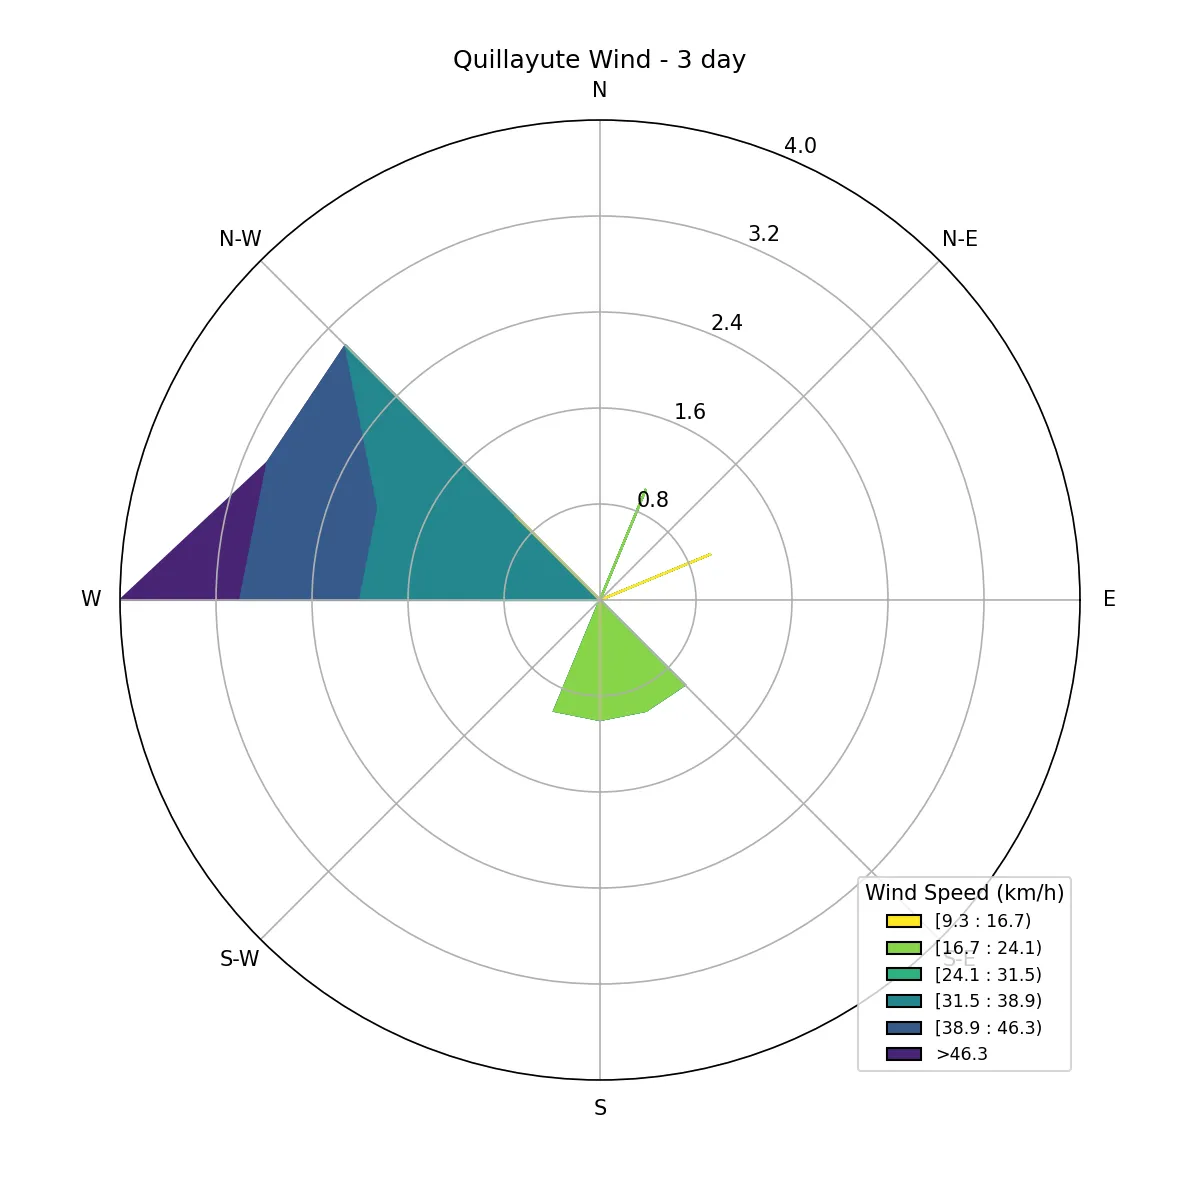 Quillayute Wind - 3 day
N
4.0
N-W
3.2
N-E
2.4
1.6
0.8
W
E
Wind Speed (km/h)
[9.3 : 16.7)
[16.7 : 24.1)
S-W
S-E
[24.1 : 31.5)
[31.5 : 38.9)
[38.9 : 46.3)
>46.3
S